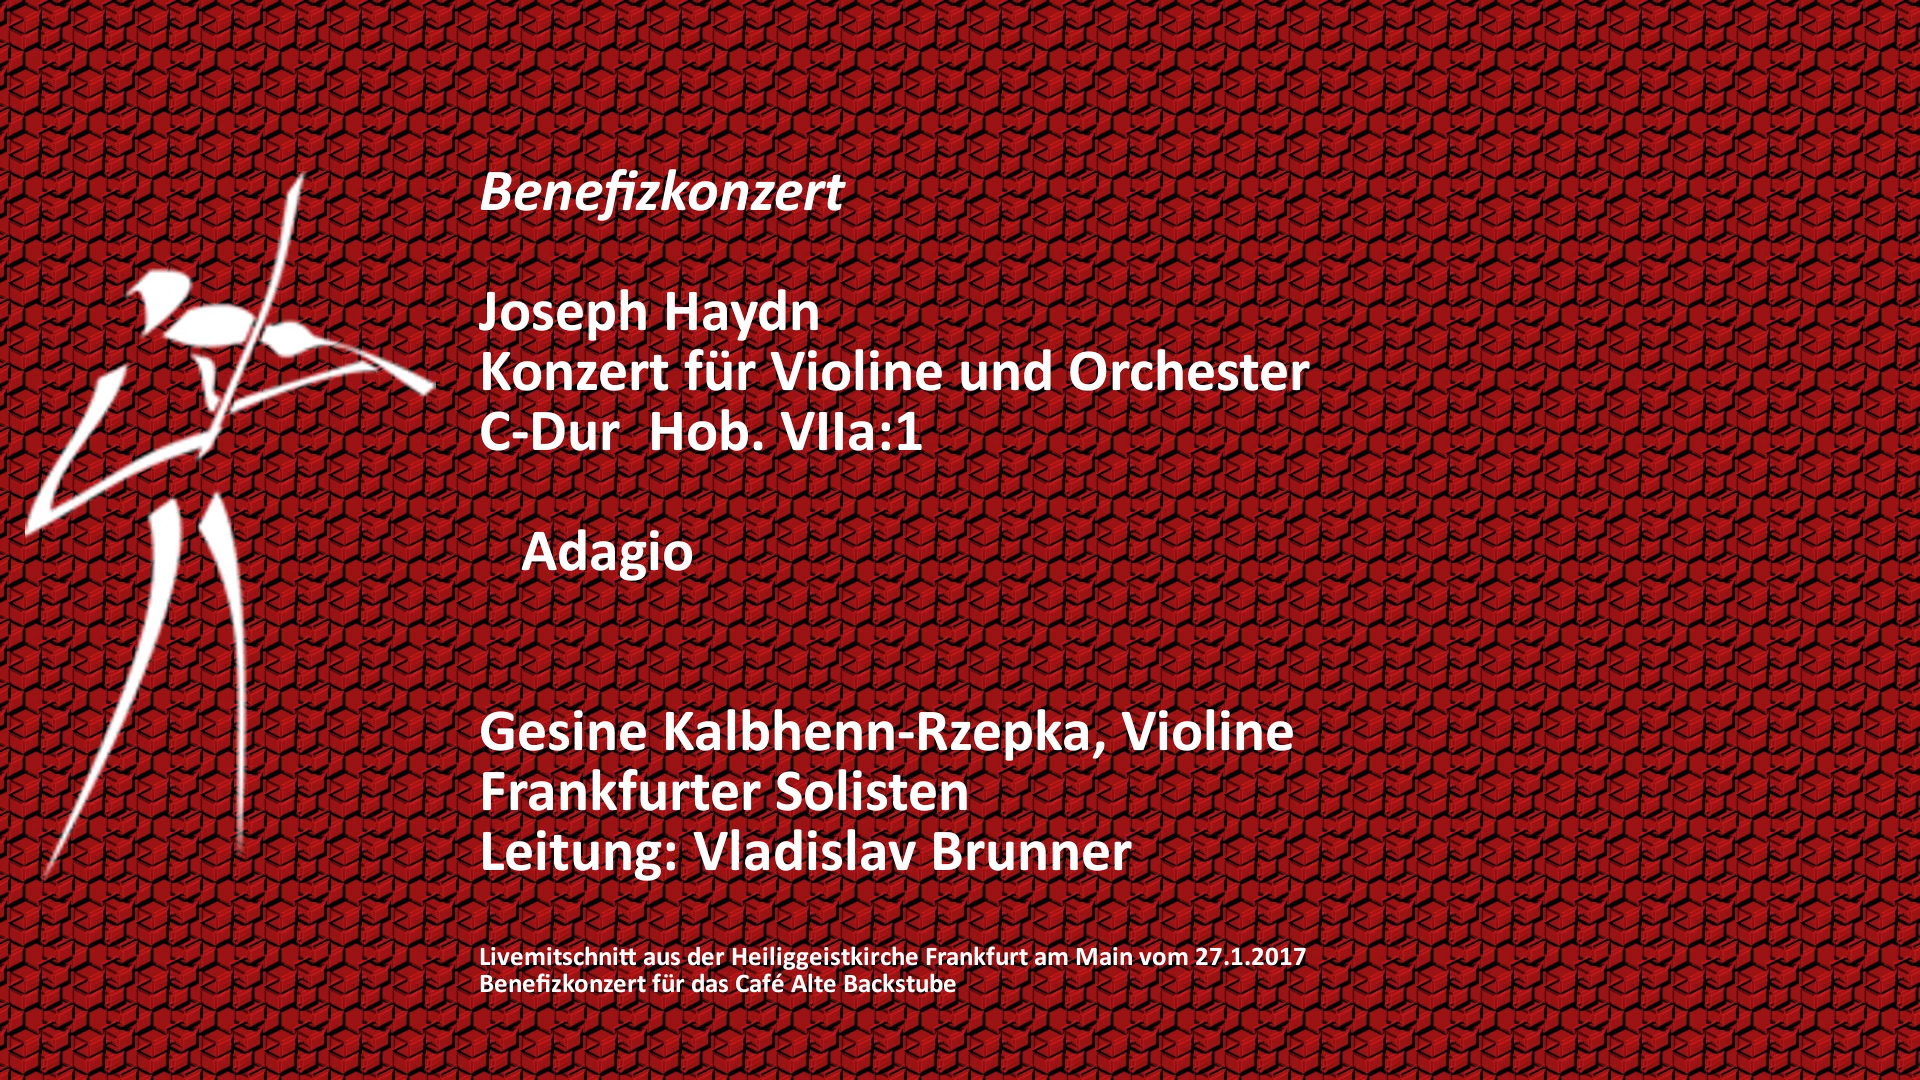 Benefizkonzert
Joseph Haydn
Konzert für Violine und Orchester
C-Dur  Hob. VIIa:1
Adagio
Gesine Kalbhenn-Rzepka, Violine
Frankfurter Solisten
Leitung: Vladislav Brunner
Livemitschnitt aus der Heiliggeistkirche Frankfurt am Main vom 27.1.2017
Benefizkonzert für das Café Alte Backstube